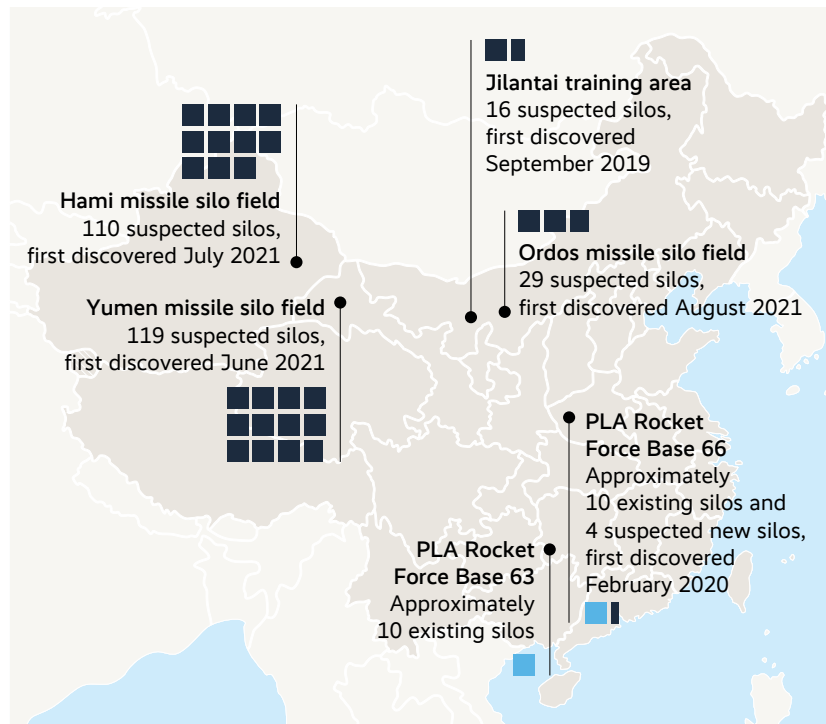 Jilantai training area
16 suspected silos,
first discovered
September 2019
Hami missile silo field
110 suspected silos,
first discovered July 2021
Ordos missile silo field
29 suspected silos,
first discovered August 2021
Yumen missile silo field
119 suspected silos,
first discovered June 2021
PLA Rocket
Force Base 66
Approximately
10 existing silos and
4 suspected new silos,
first discovered
February 2020
PLA Rocket
Force Base 63
Approximately
10 existing silos